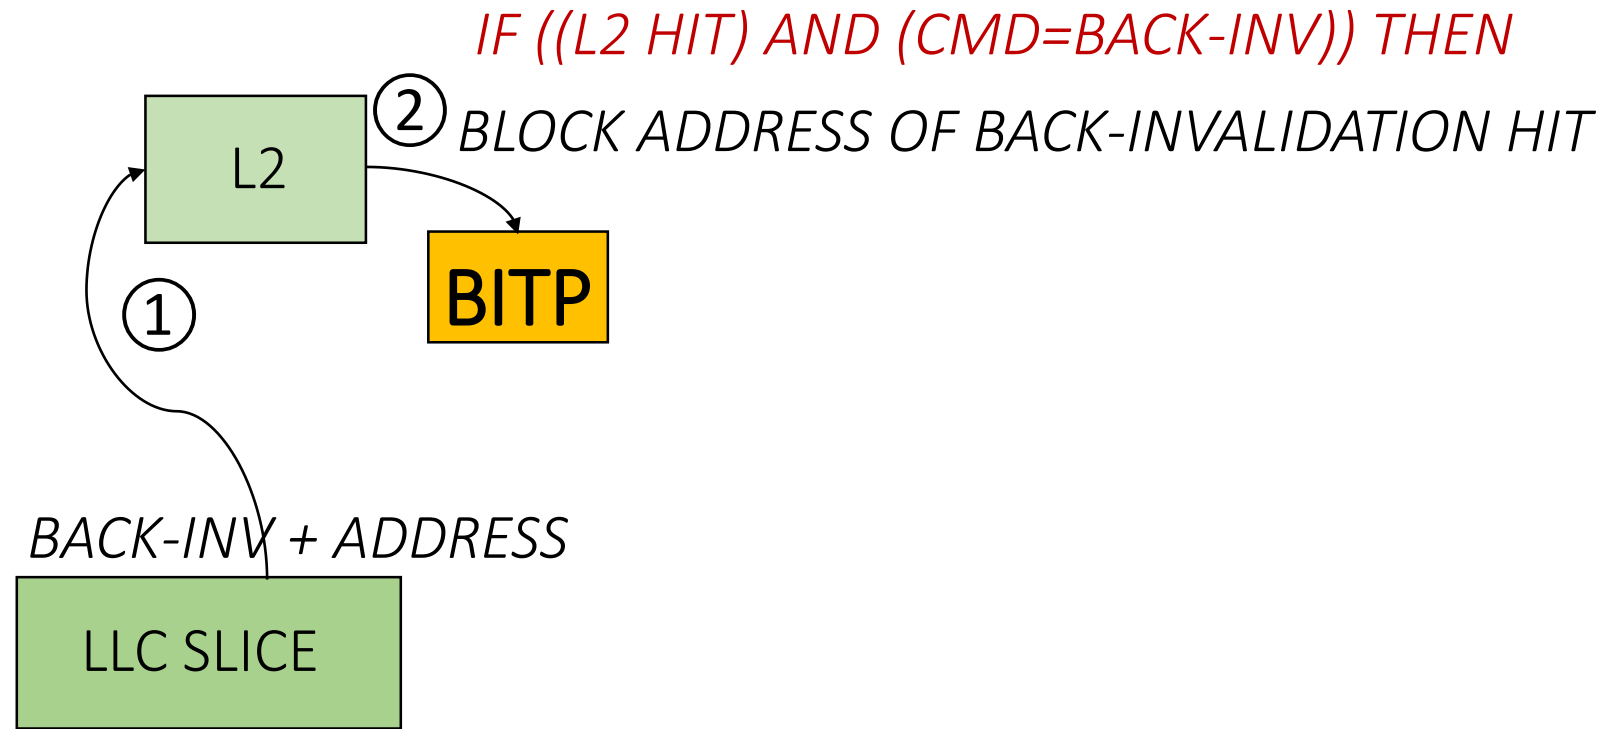 IF ((L2 HIT) AND (CMD=BACK-INV)) THEN
2
BLOCK ADDRESS OF BACK-INVALIDATION HIT
L2
BITP
1
BACK-INV + ADDRESS
LLC SLICE